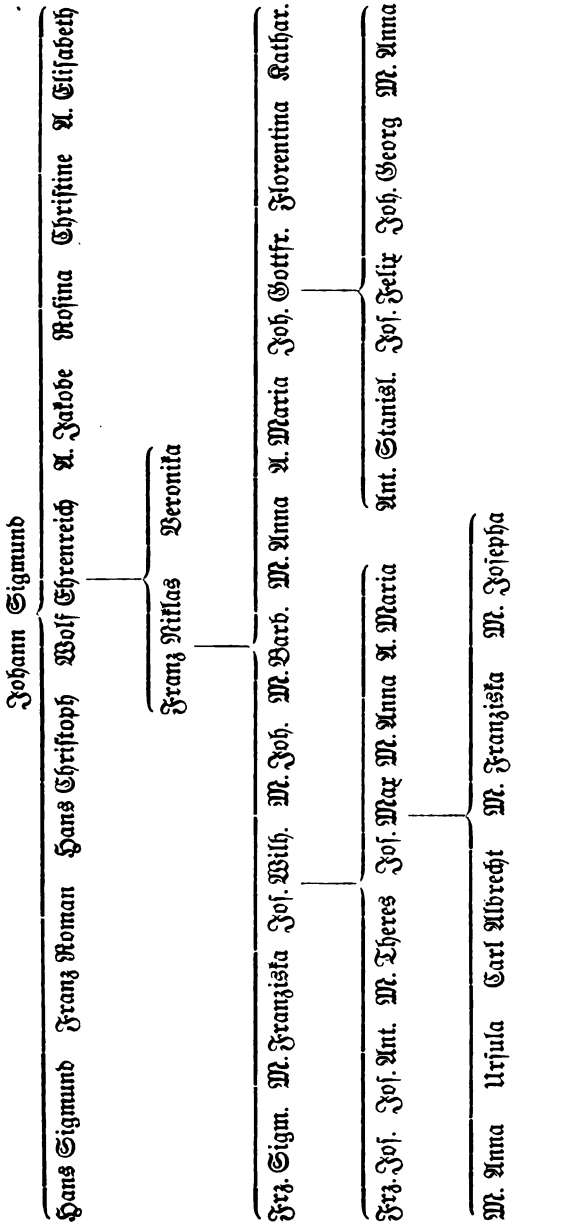 Johann Sigmund
Hans Sigmund Franz Roman Hans Christoph Wolf Ehrenreich A. Jakobe Rosina Christine A. Elisabeth
Franz Niklas Veronika
Frz. Sigm. M. Franziska Jos. Wilh. M. Joh. M. Barb. M. Anna A. Maria Joh. Gottfr. Florentina Kathar.
Frz. Jos. Jos. Ant. M. Theres Jos. Max M. Anna A. Maria Ant. Stanisl. Jos. Felix Joh. Georg M. Anna
M. Anna Ursula Carl Albrecht M. Franziska M. Josepha